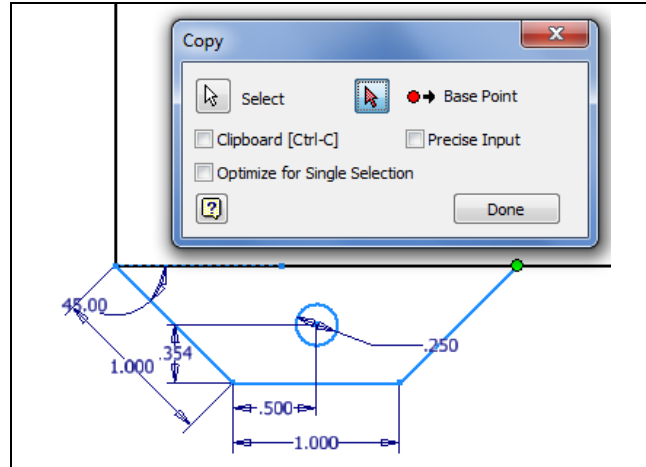 Copy
Select
Base Point
Clipboard [Ctrl-C]
Precise Input
Optimize for Single Selection
Done
45.00
.250
.354
1.000
.500
1.000